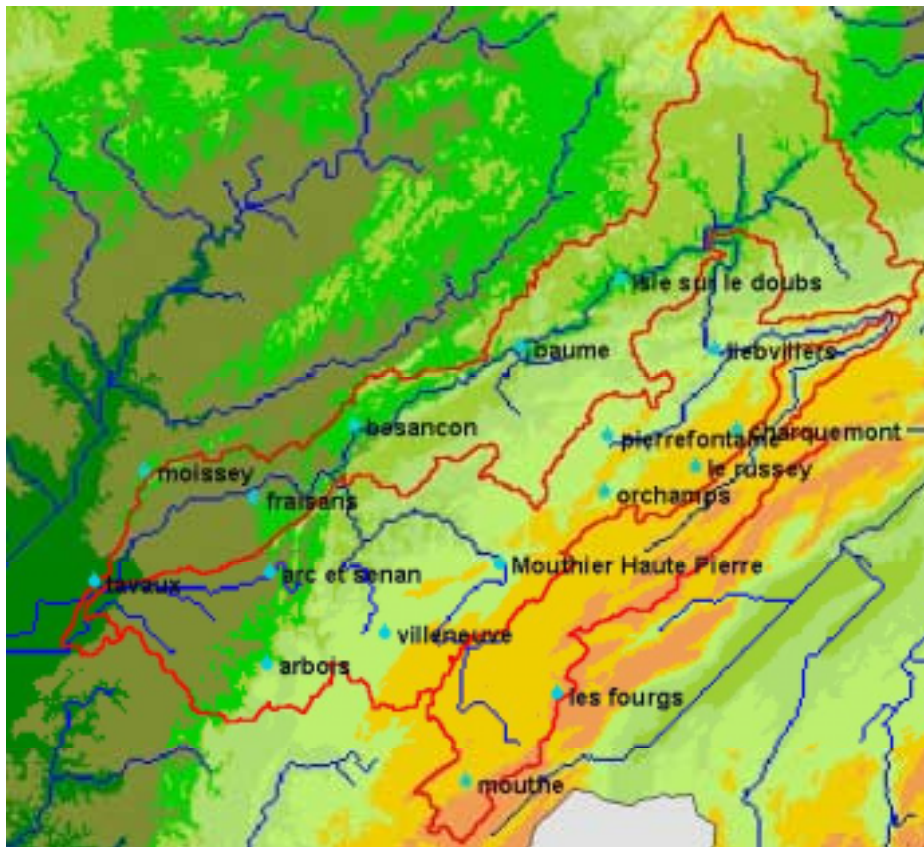 isle sur le doubs
baume
liebvillers
besancon
pierrefontaine
charquemont
moissey
le russey
fraisans
orchamps
Mouthier Haute Pierre
arc et senan
tavaux
villeneuve
arbois
les fourgs
mouthe